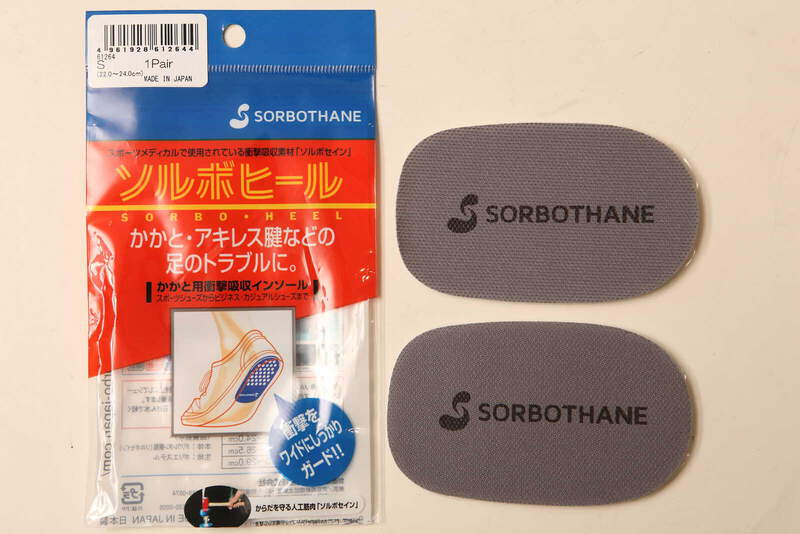 4 961928 612644
61264
S 1Pair
(22.0～24.0cm) MADE IN JAPAN
SORBOTHANE
スポーツメディカルで使用されている衝撃吸収素材「ソルボセイン」
ソルボヒール
SORBO・HEEL
かかと・アキレス腱などの
足のトラブルに。
かかと用衝撃吸収インソール
スポーツシューズからビジネス・カジュアルシューズまで
衝撃を
ワイドにしっかり
ガード!!
からだを守る人工筋肉「ソルボセイン」
MADE IN JAPAN 日本製
SORBOTHANE
SORBOTHANE